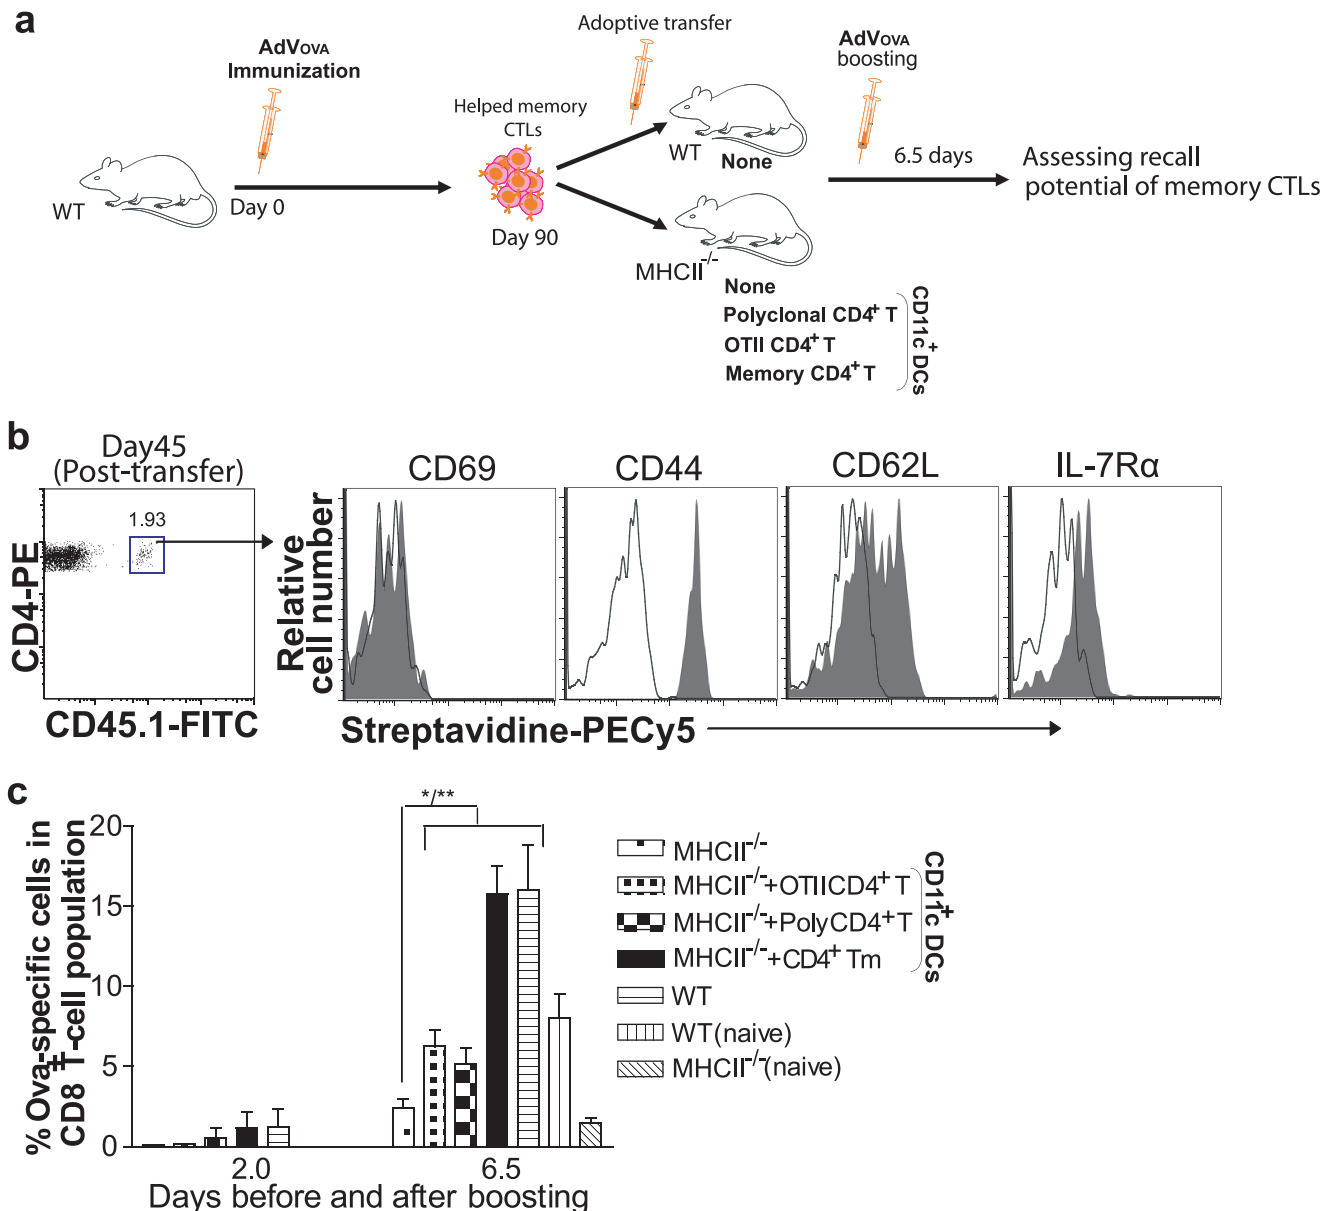 a
AdVOVA
Immunization
WT
Day 0
Helped memory
CTLs
Day 90
Adoptive transfer
WT
None
MHCII-/-
None
Polyclonal CD4+ T
OTII CD4+ T
Memory CD4+ T
CD11c+ DCs
AdVOVA
boosting
6.5 days
Assessing recall
potential of memory CTLs
b
Day45
(Post-transfer)
1.93
CD4-PE
CD45.1-FITC
CD69
CD44
CD62L
IL-7Rα
Relative
cell number
Streptavidine-PECy5
c
% Ova-specific cells in
CD8+ T-cell population
20
15
10
5
0
*/**
2.0
6.5
Days before and after boosting
MHCII-/-
MHCII-/-+OTIICD4+ T
MHCII-/-+PolyCD4+T
MHCII-/-+CD4+ Tm
WT
WT(naive)
MHCII-/-(naive)
CD11c+ DCs